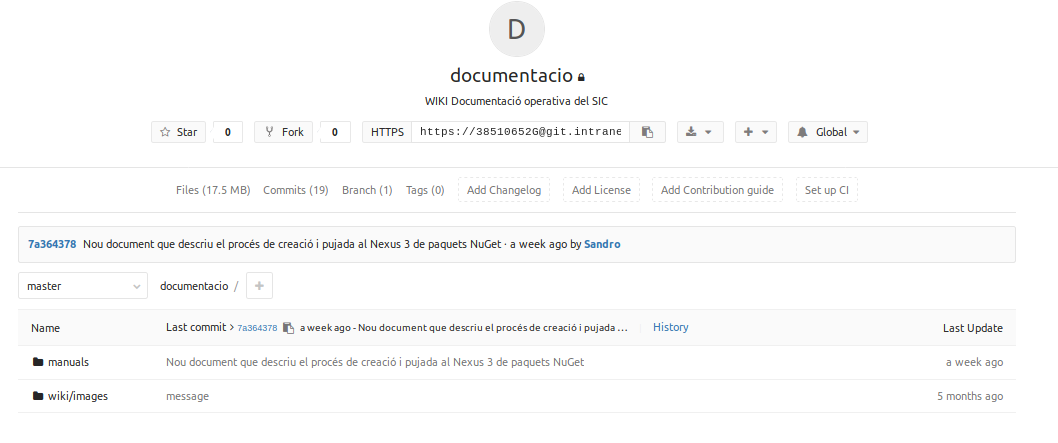 D
documentacio
WIKI Documentació operativa del SIC
Star 0 Fork 0 HTTPS https://38510652G@git.intrane Global
Files (17.5 MB) Commits (19) Branch (1) Tags (0) Add Changelog Add License Add Contribution guide Set up CI
7a364378 Nou document que descriu el procés de creació i pujada al Nexus 3 de paquets NuGet · a week ago by Sandro
master documentacio / +
Name Last commit > 7a364378 a week ago - Nou document que descriu el procés de creació i pujada ... History Last Update
manuals Nou document que descriu el procés de creació i pujada al Nexus 3 de paquets NuGet a week ago
wiki/images message 5 months ago